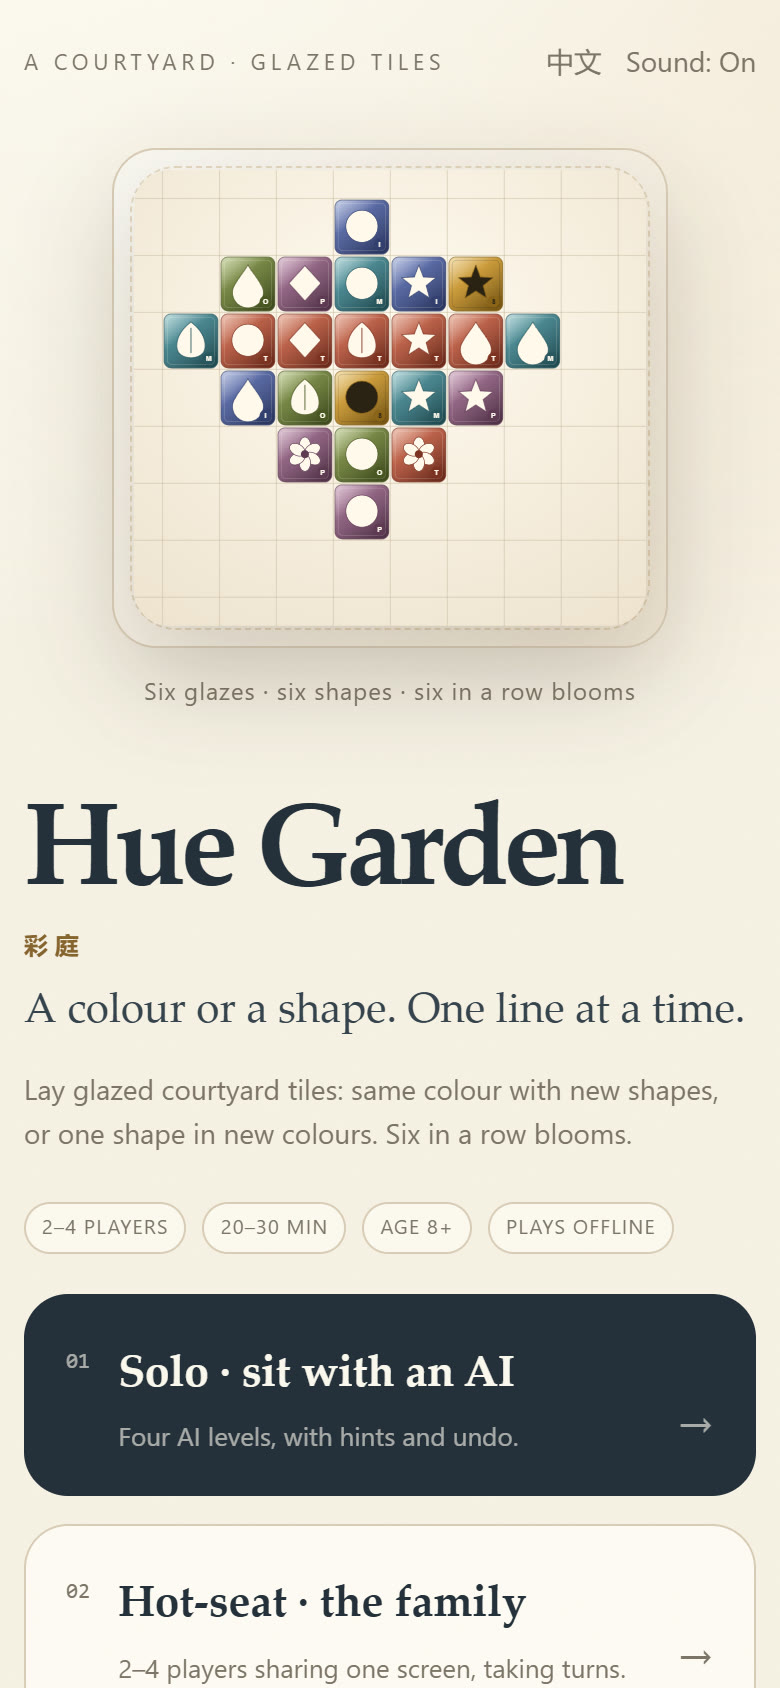 A COURTYARD · GLAZED TILES
中文 Sound: On
I
O P M I S
M T T T T T M
I O S M P
P O T
P
Six glazes · six shapes · six in a row blooms
Hue Garden
彩庭
A colour or a shape. One line at a time.
Lay glazed courtyard tiles: same colour with new shapes,
or one shape in new colours. Six in a row blooms.
2–4 PLAYERS 20–30 MIN AGE 8+ PLAYS OFFLINE
01 Solo · sit with an AI
Four AI levels, with hints and undo.
→
02 Hot-seat · the family
2–4 players sharing one screen, taking turns.
→